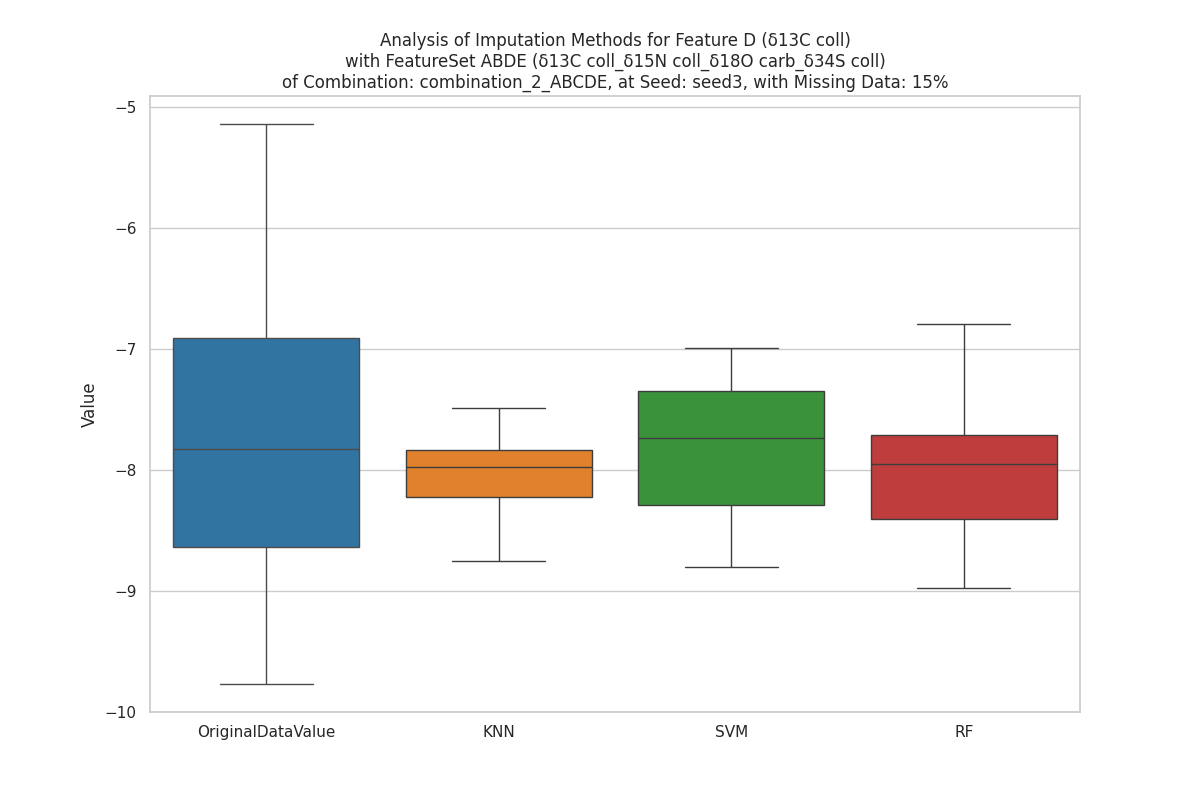 Analysis of Imputation Methods for Feature D (δ13C coll)
with FeatureSet ABDE (δ13C coll_δ15N coll_δ18O carb_δ34S coll)
of Combination: combination_2_ABCDE, at Seed: seed3, with Missing Data: 15%
−5
−6
−7
−8
−9
−10
Value
OriginalDataValue
KNN
SVM
RF